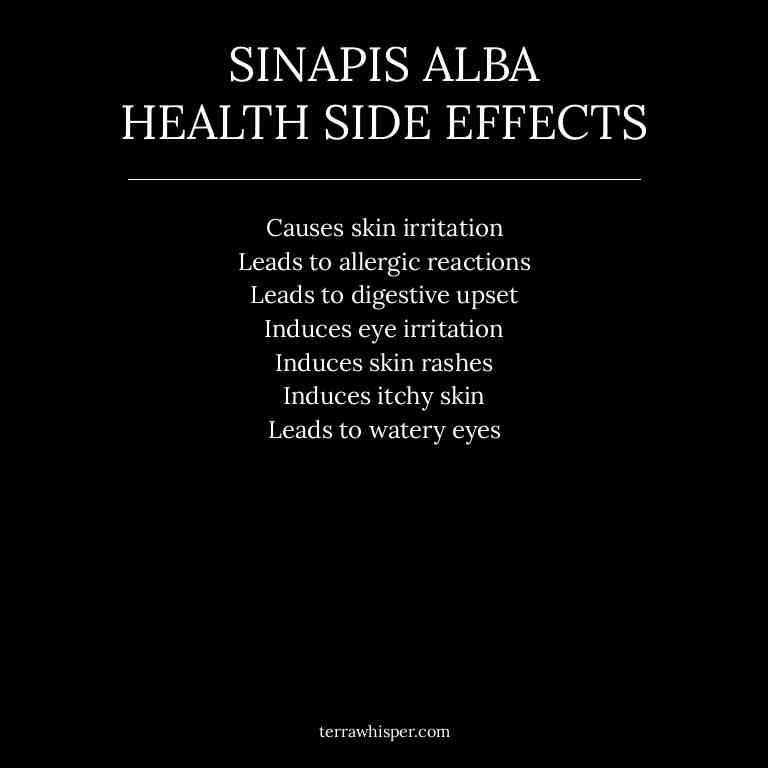 SINAPIS ALBA
HEALTH SIDE EFFECTS
Causes skin irritation
Leads to allergic reactions
Leads to digestive upset
Induces eye irritation
Induces skin rashes
Induces itchy skin
Leads to watery eyes
terrawhisper.com